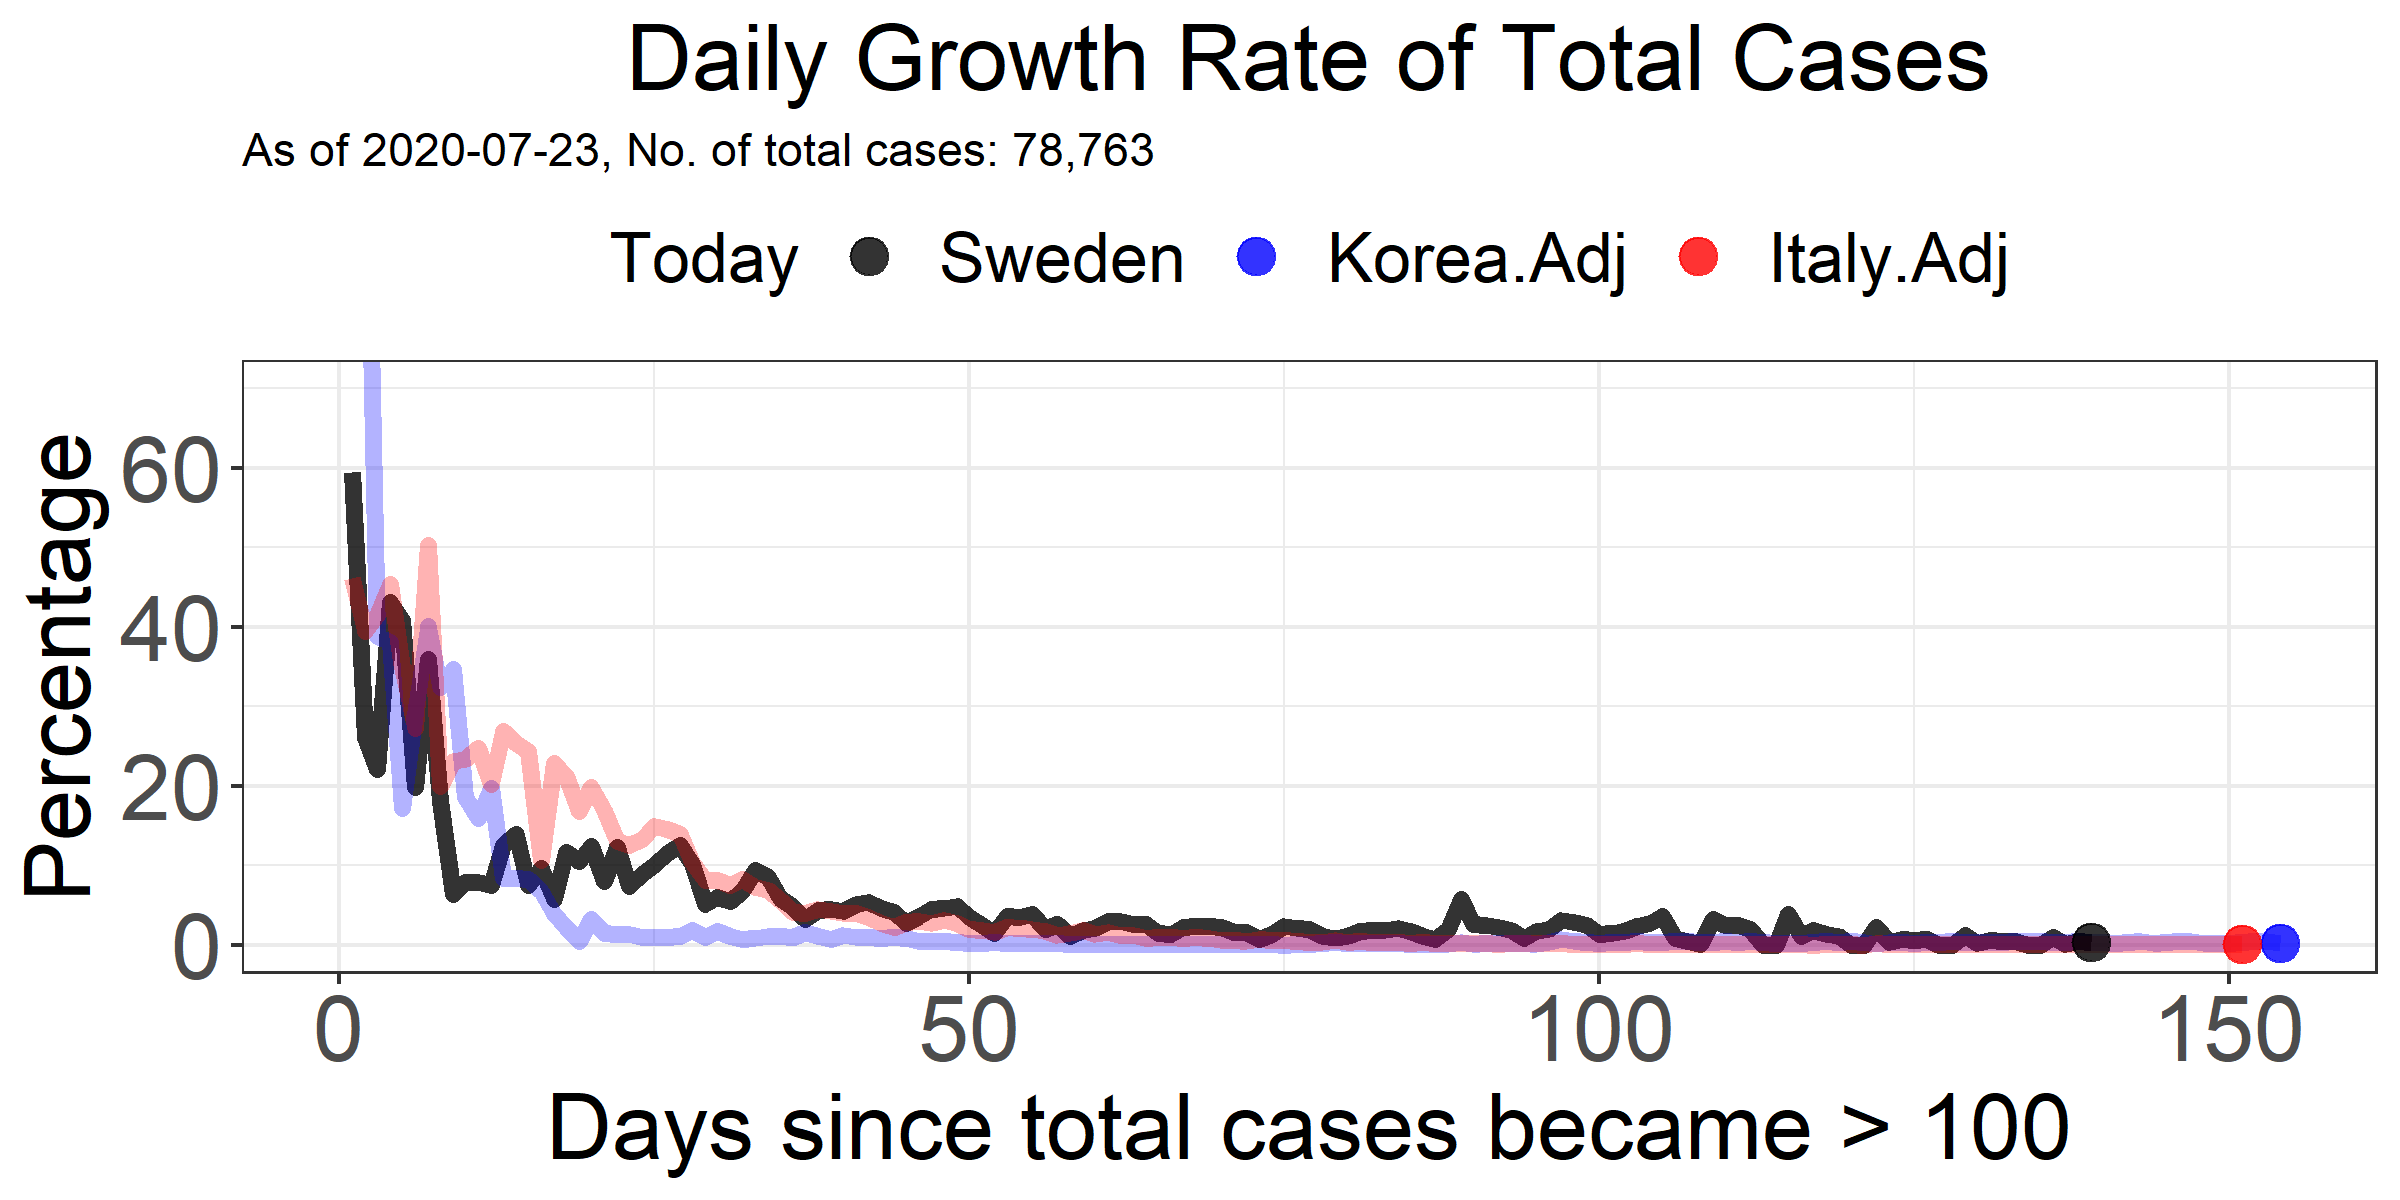 Daily Growth Rate of Total Cases
As of 2020-07-23, No. of total cases: 78,763
Today Sweden Korea.Adj Italy.Adj
Percentage
60
40
20
0
0 50 100 150
Days since total cases became > 100